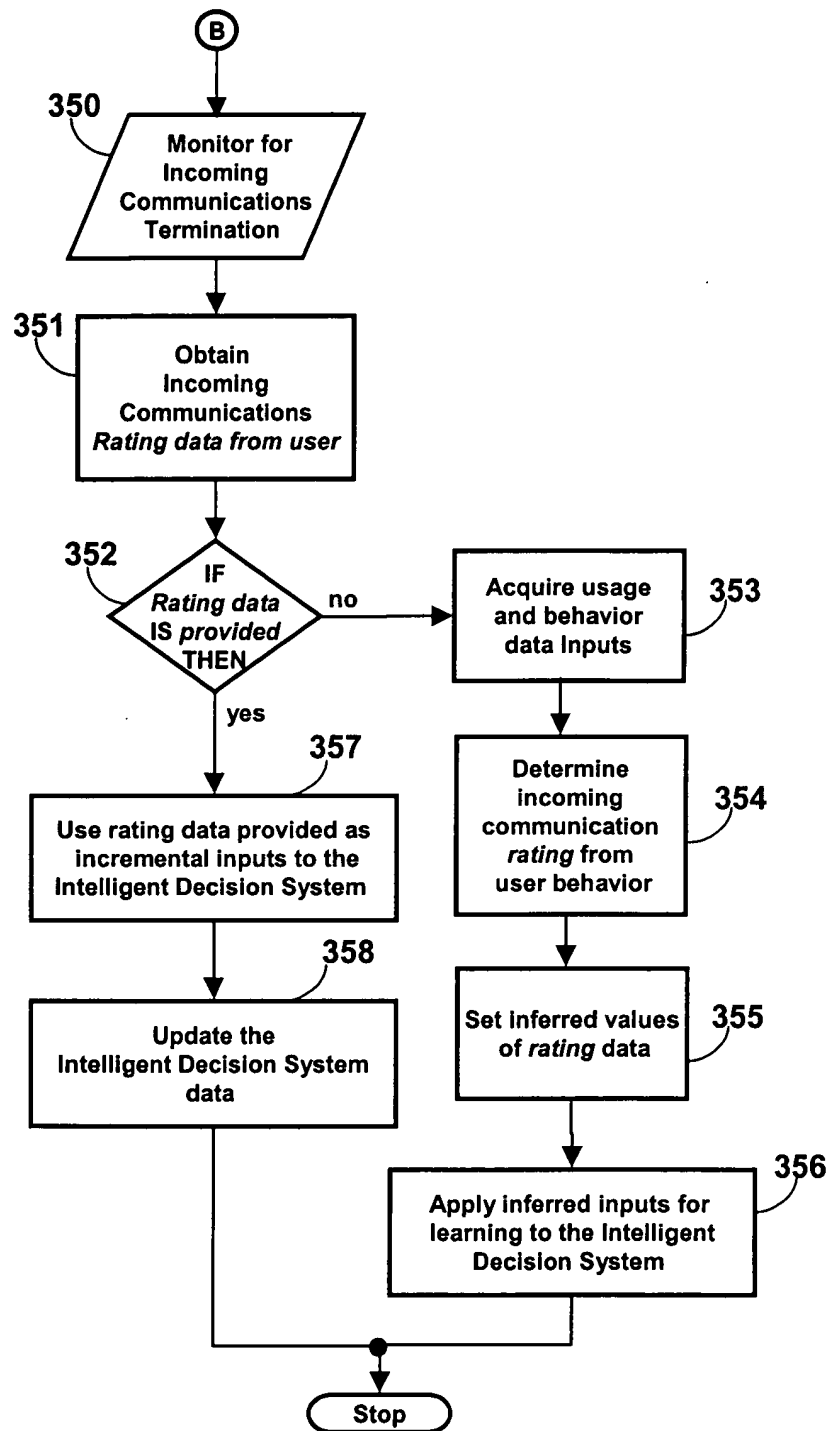 B
350
Monitor for
Incoming
Communications
Termination
351
Obtain
Incoming
Communications
Rating data from user
352
IF
Rating data
IS provided
THEN
no
yes
353
Acquire usage
and behavior
data Inputs
354
Determine
incoming
communication
rating from
user behavior
355
Set inferred values
of rating data
356
Apply inferred inputs for
learning to the Intelligent
Decision System
357
Use rating data provided as
incremental inputs to the
Intelligent Decision System
358
Update the
Intelligent Decision System
data
Stop